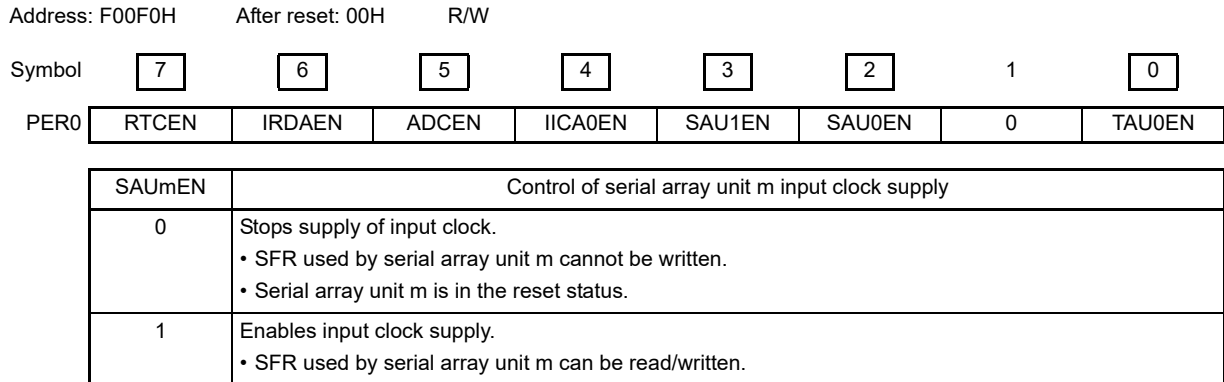 Address: F00F0H After reset: 00H R/W
Symbol 7 6 5 4 3 2 1 0
PER0 RTCEN IRDAEN ADCEN IICA0EN SAU1EN SAU0EN 0 TAU0EN
SAUmEN Control of serial array unit m input clock supply
0 Stops supply of input clock.
• SFR used by serial array unit m cannot be written.
• Serial array unit m is in the reset status.
1 Enables input clock supply.
• SFR used by serial array unit m can be read/written.